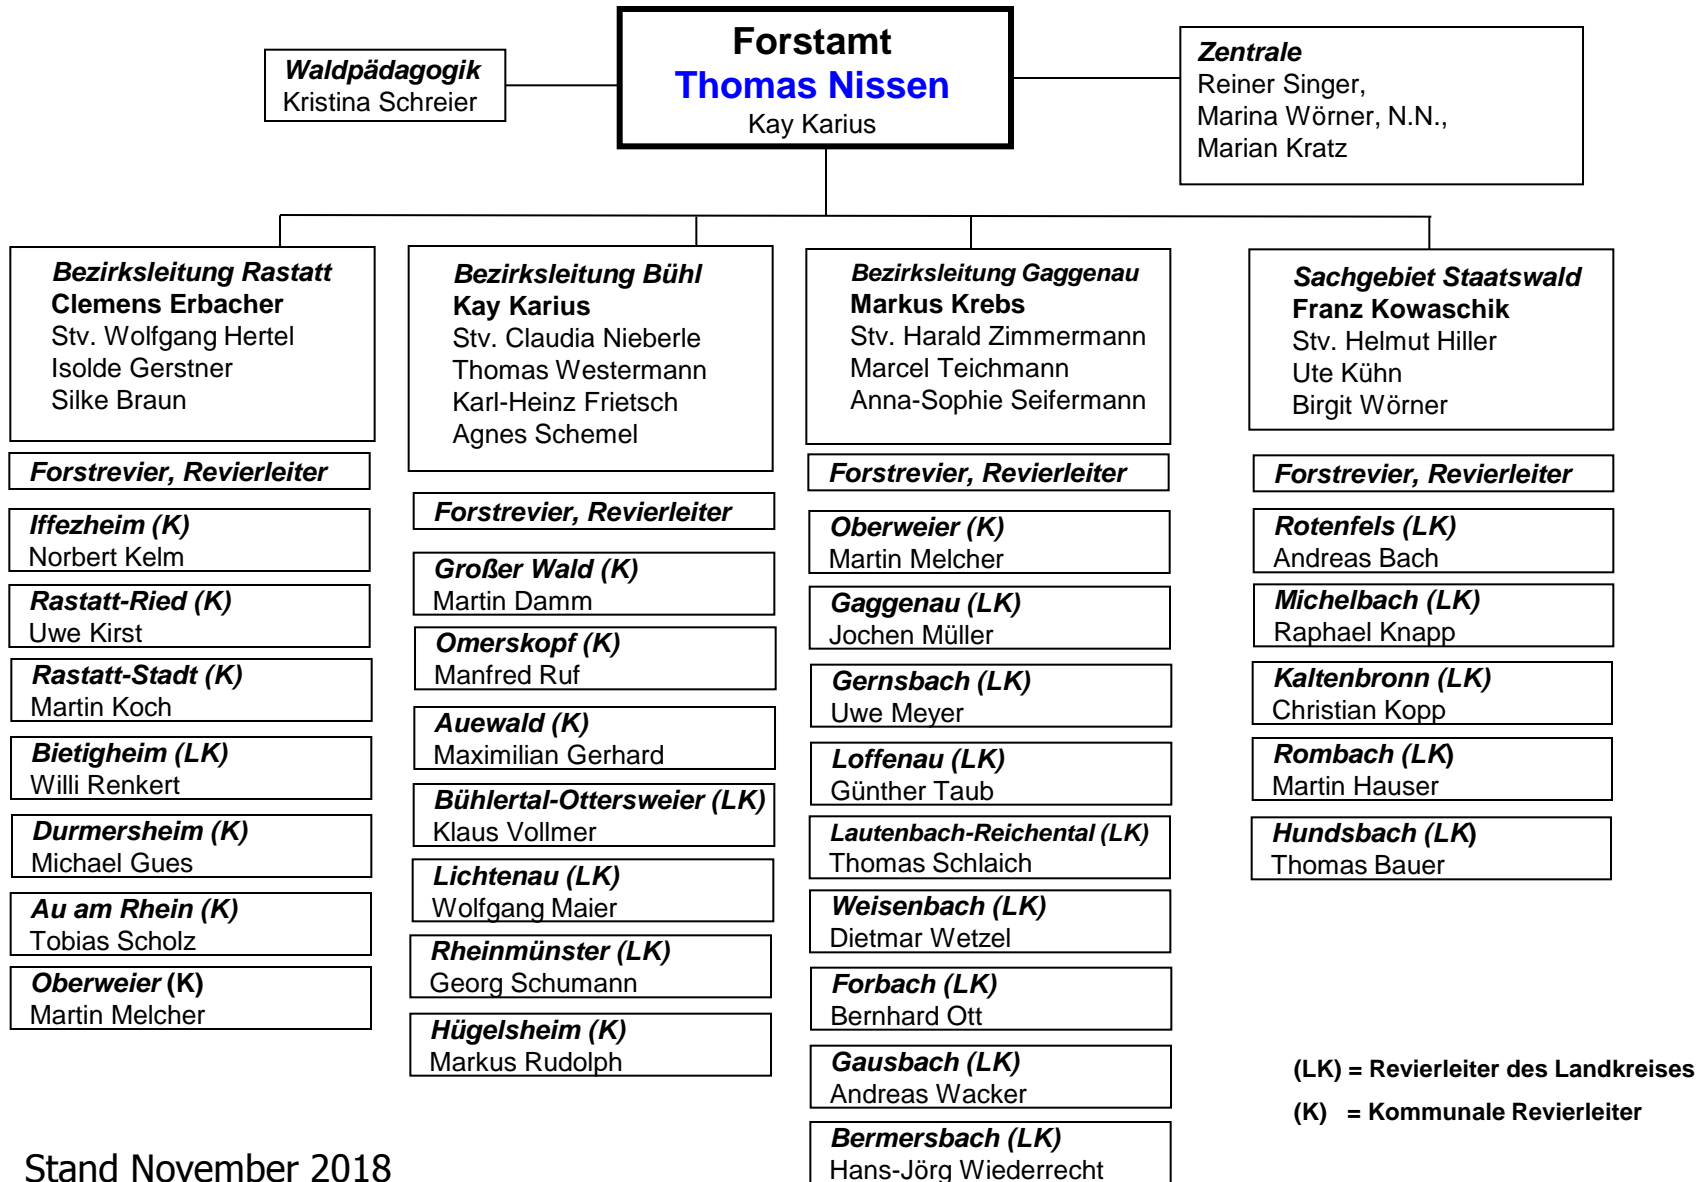 Forstamt
Thomas Nissen
Kay Karius
Waldpädagogik
Kristina Schreier
Zentrale
Reiner Singer,
Marina Wörner, N.N.,
Marian Kratz
Bezirksleitung Rastatt
Clemens Erbacher
Stv. Wolfgang Hertel
Isolde Gerstner
Silke Braun
Forstrevier, Revierleiter
Iffezheim (K)
Norbert Kelm
Rastatt-Ried (K)
Uwe Kirst
Rastatt-Stadt (K)
Martin Koch
Bietigheim (LK)
Willi Renkert
Durmersheim (K)
Michael Gues
Au am Rhein (K)
Tobias Scholz
Oberweier (K)
Martin Melcher
Bezirksleitung Bühl
Kay Karius
Stv. Claudia Nieberle
Thomas Westermann
Karl-Heinz Frietsch
Agnes Schemel
Forstrevier, Revierleiter
Großer Wald (K)
Martin Damm
Omerskopf (K)
Manfred Ruf
Auewald (K)
Maximilian Gerhard
Bühlertal-Ottersweier (LK)
Klaus Vollmer
Lichtenau (LK)
Wolfgang Maier
Rheinmünster (LK)
Georg Schumann
Hügelsheim (K)
Markus Rudolph
Bezirksleitung Gaggenau
Markus Krebs
Stv. Harald Zimmermann
Marcel Teichmann
Anna-Sophie Seifermann
Forstrevier, Revierleiter
Oberweier (K)
Martin Melcher
Gaggenau (LK)
Jochen Müller
Gernsbach (LK)
Uwe Meyer
Loffenau (LK)
Günther Taub
Lautenbach-Reichental (LK)
Thomas Schlaich
Weisenbach (LK)
Dietmar Wetzel
Forbach (LK)
Bernhard Ott
Gausbach (LK)
Andreas Wacker
Bermersbach (LK)
Hans-Jörg Wiederrecht
Sachgebiet Staatswald
Franz Kowaschik
Stv. Helmut Hiller
Ute Kühn
Birgit Wörner
Forstrevier, Revierleiter
Rotenfels (LK)
Andreas Bach
Michelbach (LK)
Raphael Knapp
Kaltenbronn (LK)
Christian Kopp
Rombach (LK)
Martin Hauser
Hundsbach (LK)
Thomas Bauer
(LK) = Revierleiter des Landkreises
(K) = Kommunale Revierleiter
Stand November 2018